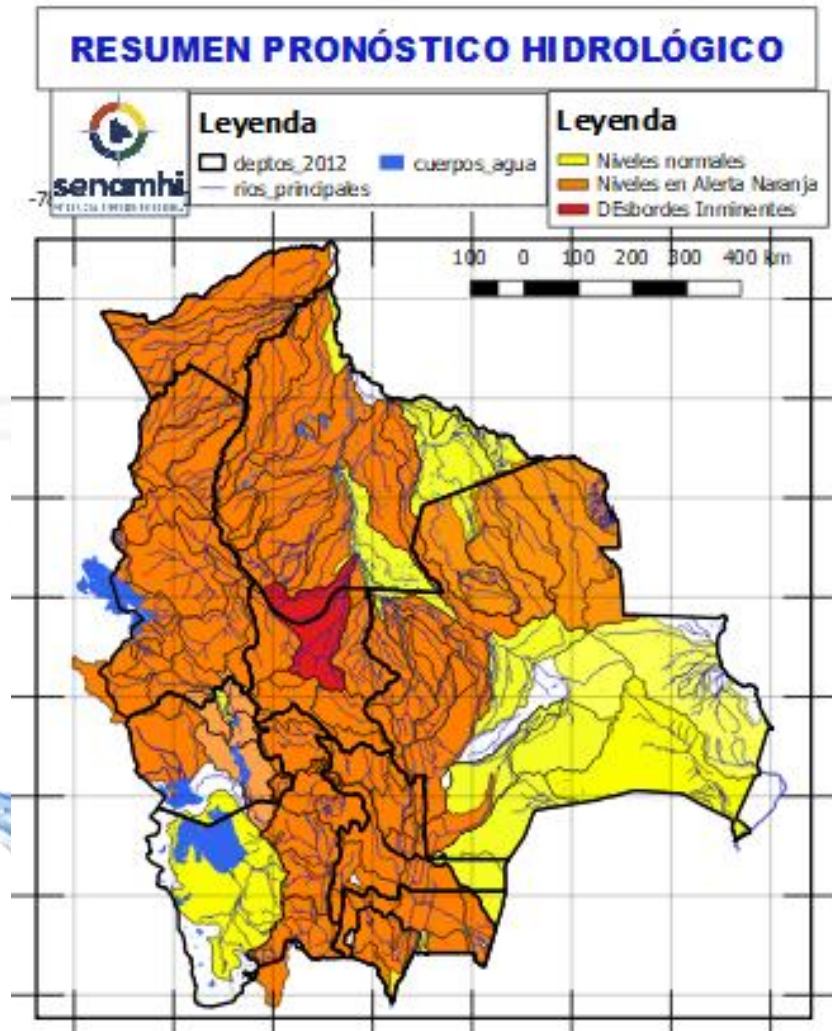 RESUMEN PRONÓSTICO HIDROLÓGICO
senamhi
Leyenda
deptos_2012
cuerpos_agua
rios_principales
Leyenda
Niveles normales
Niveles en Alerta Naranja
DEsbordes Inminentes
100 0 100 200 300 400 km